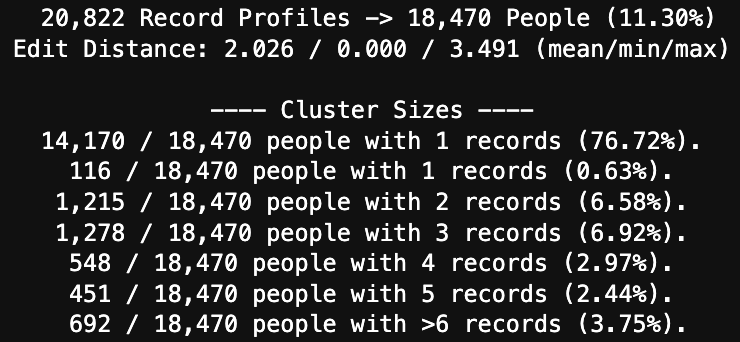 20,822 Record Profiles -> 18,470 People (11.30%)
Edit Distance: 2.026 / 0.000 / 3.491 (mean/min/max)
---- Cluster Sizes ----
14,170 / 18,470 people with 1 records (76.72%).
116 / 18,470 people with 1 records (0.63%).
1,215 / 18,470 people with 2 records (6.58%).
1,278 / 18,470 people with 3 records (6.92%).
548 / 18,470 people with 4 records (2.97%).
451 / 18,470 people with 5 records (2.44%).
692 / 18,470 people with >6 records (3.75%).